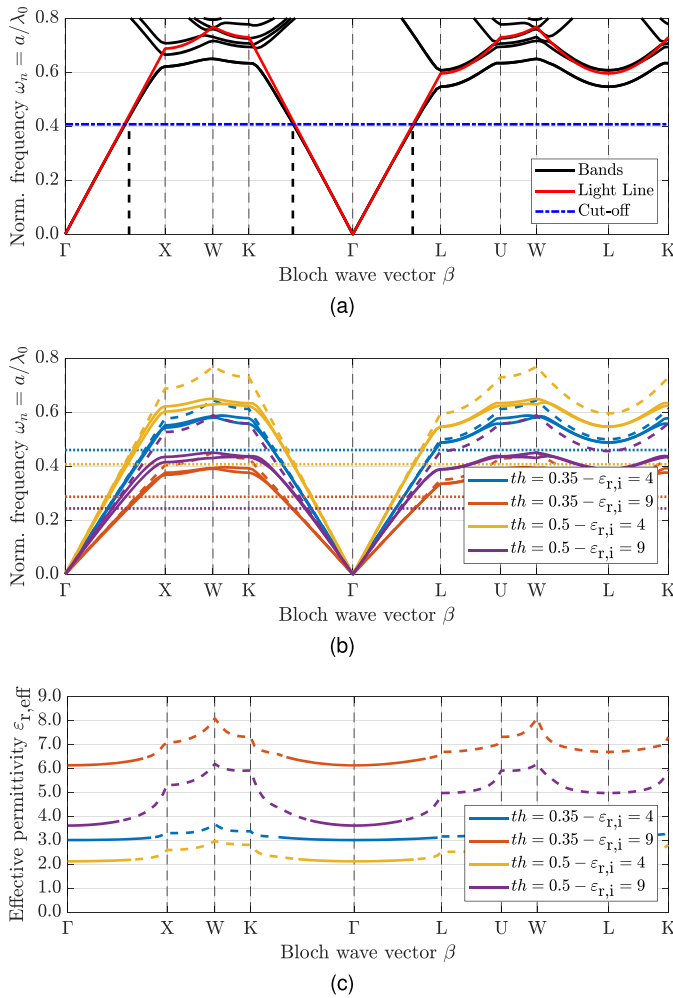 Norm. frequency ωn = a/λ0
0.8
0.6
0.4
0.2
0.0
Bands
Light Line
Cut-off
Γ X W K Γ L U W K
Bloch wave vector β
(a)
Norm. frequency ωn = a/λ0
0.8
0.6
0.4
0.2
0.0
th = 0.35 − εr,i = 4
th = 0.35 − εr,i = 9
th = 0.5 − εr,i = 4
th = 0.5 − εr,i = 9
Γ X W K Γ L U W K
Bloch wave vector β
(b)
Effective permittivity εr,eff
9.0
8.0
7.0
6.0
5.0
4.0
3.0
2.0
1.0
0.0
th = 0.35 − εr,i = 4
th = 0.35 − εr,i = 9
th = 0.5 − εr,i = 4
th = 0.5 − εr,i = 9
Γ X W K Γ L U W K
Bloch wave vector β
(c)